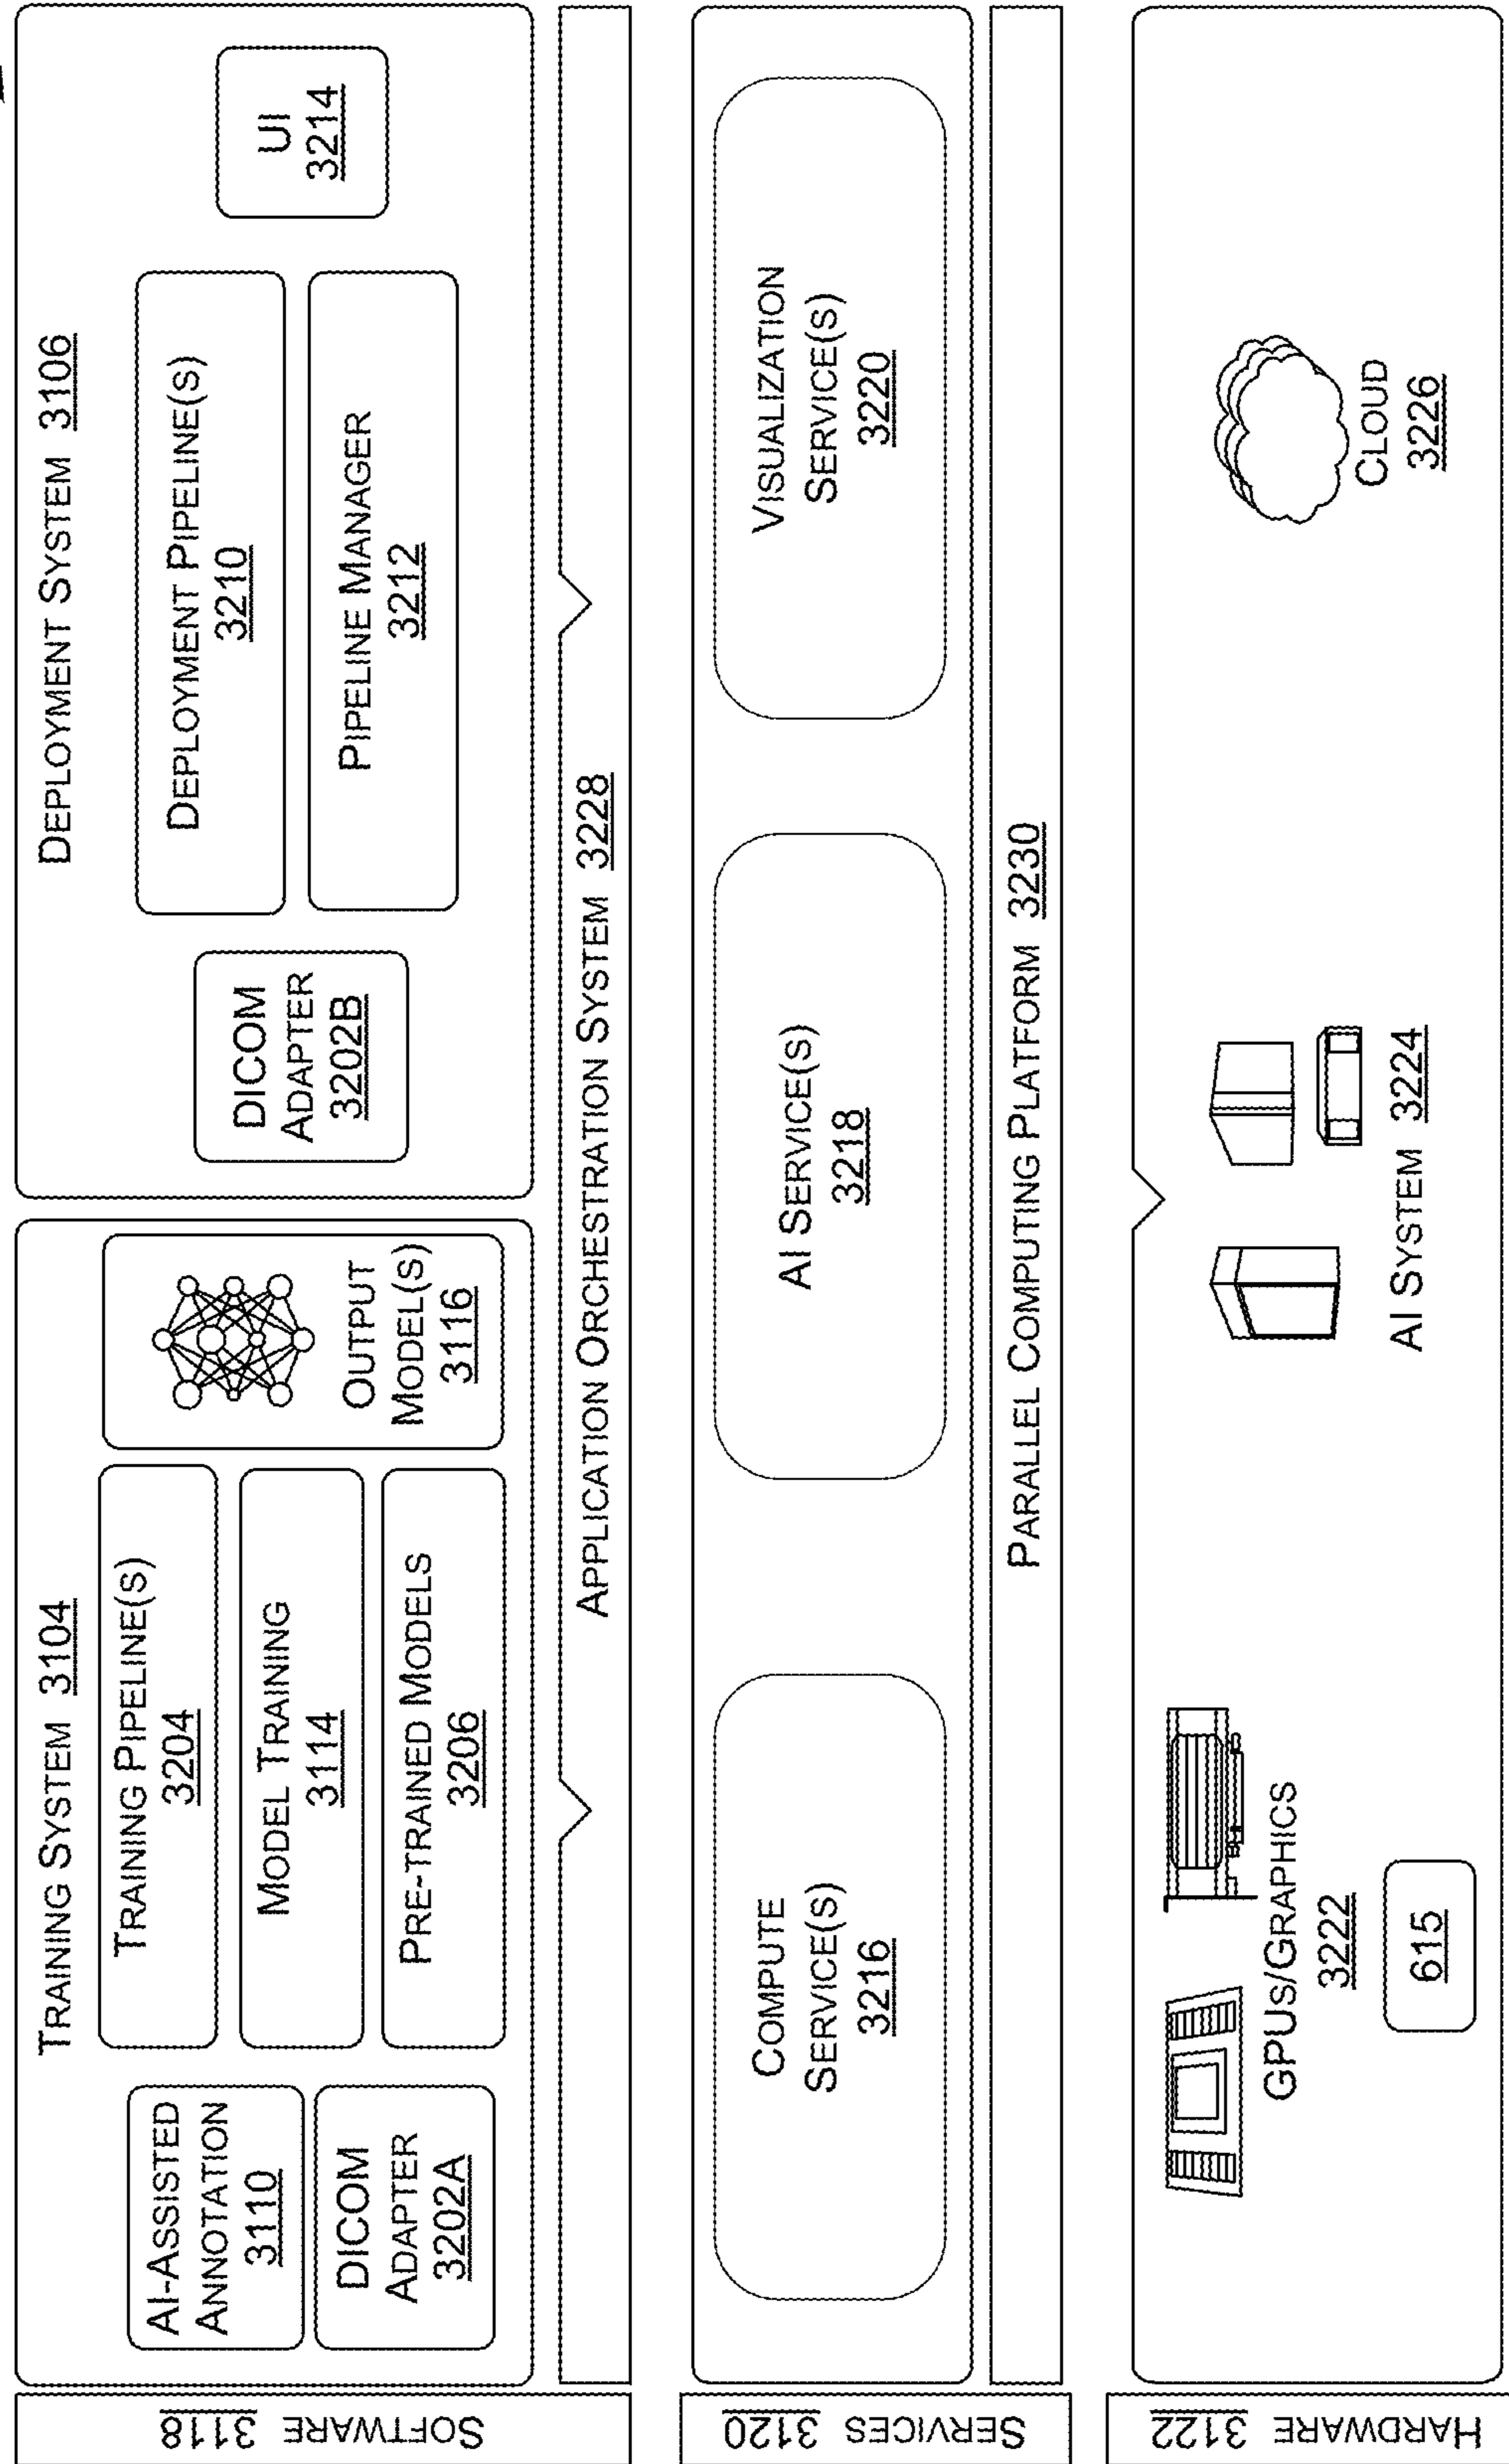 TRAINING SYSTEM 3104
AI-ASSISTED
ANNOTATION
3110
DICOM
ADAPTER
3202A
TRAINING PIPELINE(S)
3204
MODEL TRAINING
3114
PRE-TRAINED MODELS
3206
OUTPUT
MODEL(S)
3116
DEPLOYMENT SYSTEM 3106
DICOM
ADAPTER
3202B
DEPLOYMENT PIPELINE(S)
3210
PIPELINE MANAGER
3212
UI
3214
APPLICATION ORCHESTRATION SYSTEM 3228
SOFTWARE 3118
COMPUTE
SERVICE(S)
3216
AI SERVICE(S)
3218
VISUALIZATION
SERVICE(S)
3220
PARALLEL COMPUTING PLATFORM 3230
SERVICES 3120
GPUS/GRAPHICS
3222
615
AI SYSTEM 3224
CLOUD
3226
HARDWARE 3122